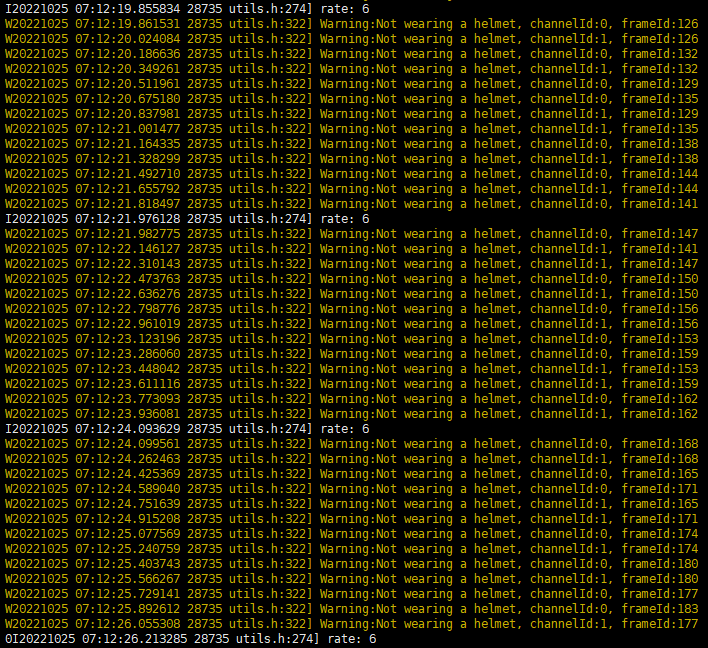 I20221025 07:12:19.855834 28735 utils.h:274] rate: 6
W20221025 07:12:19.861531 28735 utils.h:322] Warning:Not wearing a helmet, channelId:0, frameId:126
W20221025 07:12:20.024084 28735 utils.h:322] Warning:Not wearing a helmet, channelId:1, frameId:126
W20221025 07:12:20.186636 28735 utils.h:322] Warning:Not wearing a helmet, channelId:0, frameId:132
W20221025 07:12:20.349261 28735 utils.h:322] Warning:Not wearing a helmet, channelId:1, frameId:132
W20221025 07:12:20.511961 28735 utils.h:322] Warning:Not wearing a helmet, channelId:0, frameId:129
W20221025 07:12:20.675180 28735 utils.h:322] Warning:Not wearing a helmet, channelId:0, frameId:135
W20221025 07:12:20.837981 28735 utils.h:322] Warning:Not wearing a helmet, channelId:1, frameId:129
W20221025 07:12:21.001477 28735 utils.h:322] Warning:Not wearing a helmet, channelId:1, frameId:135
W20221025 07:12:21.164335 28735 utils.h:322] Warning:Not wearing a helmet, channelId:0, frameId:138
W20221025 07:12:21.328299 28735 utils.h:322] Warning:Not wearing a helmet, channelId:1, frameId:138
W20221025 07:12:21.492710 28735 utils.h:322] Warning:Not wearing a helmet, channelId:0, frameId:144
W20221025 07:12:21.655792 28735 utils.h:322] Warning:Not wearing a helmet, channelId:1, frameId:144
W20221025 07:12:21.818497 28735 utils.h:322] Warning:Not wearing a helmet, channelId:0, frameId:141
I20221025 07:12:21.976128 28735 utils.h:274] rate: 6
W20221025 07:12:21.982775 28735 utils.h:322] Warning:Not wearing a helmet, channelId:0, frameId:147
W20221025 07:12:22.146127 28735 utils.h:322] Warning:Not wearing a helmet, channelId:1, frameId:141
W20221025 07:12:22.310143 28735 utils.h:322] Warning:Not wearing a helmet, channelId:1, frameId:147
W20221025 07:12:22.473763 28735 utils.h:322] Warning:Not wearing a helmet, channelId:0, frameId:150
W20221025 07:12:22.636276 28735 utils.h:322] Warning:Not wearing a helmet, channelId:1, frameId:150
W20221025 07:12:22.798776 28735 utils.h:322] Warning:Not wearing a helmet, channelId:0, frameId:156
W20221025 07:12:22.961019 28735 utils.h:322] Warning:Not wearing a helmet, channelId:1, frameId:156
W20221025 07:12:23.123196 28735 utils.h:322] Warning:Not wearing a helmet, channelId:0, frameId:153
W20221025 07:12:23.286060 28735 utils.h:322] Warning:Not wearing a helmet, channelId:0, frameId:159
W20221025 07:12:23.448042 28735 utils.h:322] Warning:Not wearing a helmet, channelId:1, frameId:153
W20221025 07:12:23.611116 28735 utils.h:322] Warning:Not wearing a helmet, channelId:1, frameId:159
W20221025 07:12:23.773093 28735 utils.h:322] Warning:Not wearing a helmet, channelId:0, frameId:162
W20221025 07:12:23.936081 28735 utils.h:322] Warning:Not wearing a helmet, channelId:1, frameId:162
I20221025 07:12:24.093629 28735 utils.h:274] rate: 6
W20221025 07:12:24.099561 28735 utils.h:322] Warning:Not wearing a helmet, channelId:0, frameId:168
W20221025 07:12:24.262463 28735 utils.h:322] Warning:Not wearing a helmet, channelId:1, frameId:168
W20221025 07:12:24.425369 28735 utils.h:322] Warning:Not wearing a helmet, channelId:0, frameId:165
W20221025 07:12:24.589040 28735 utils.h:322] Warning:Not wearing a helmet, channelId:0, frameId:171
W20221025 07:12:24.751639 28735 utils.h:322] Warning:Not wearing a helmet, channelId:1, frameId:165
W20221025 07:12:24.915208 28735 utils.h:322] Warning:Not wearing a helmet, channelId:1, frameId:171
W20221025 07:12:25.077569 28735 utils.h:322] Warning:Not wearing a helmet, channelId:0, frameId:174
W20221025 07:12:25.240759 28735 utils.h:322] Warning:Not wearing a helmet, channelId:1, frameId:174
W20221025 07:12:25.403743 28735 utils.h:322] Warning:Not wearing a helmet, channelId:0, frameId:180
W20221025 07:12:25.566267 28735 utils.h:322] Warning:Not wearing a helmet, channelId:1, frameId:180
W20221025 07:12:25.729141 28735 utils.h:322] Warning:Not wearing a helmet, channelId:0, frameId:177
W20221025 07:12:25.892612 28735 utils.h:322] Warning:Not wearing a helmet, channelId:0, frameId:183
W20221025 07:12:26.055308 28735 utils.h:322] Warning:Not wearing a helmet, channelId:1, frameId:177
0I20221025 07:12:26.213285 28735 utils.h:274] rate: 6